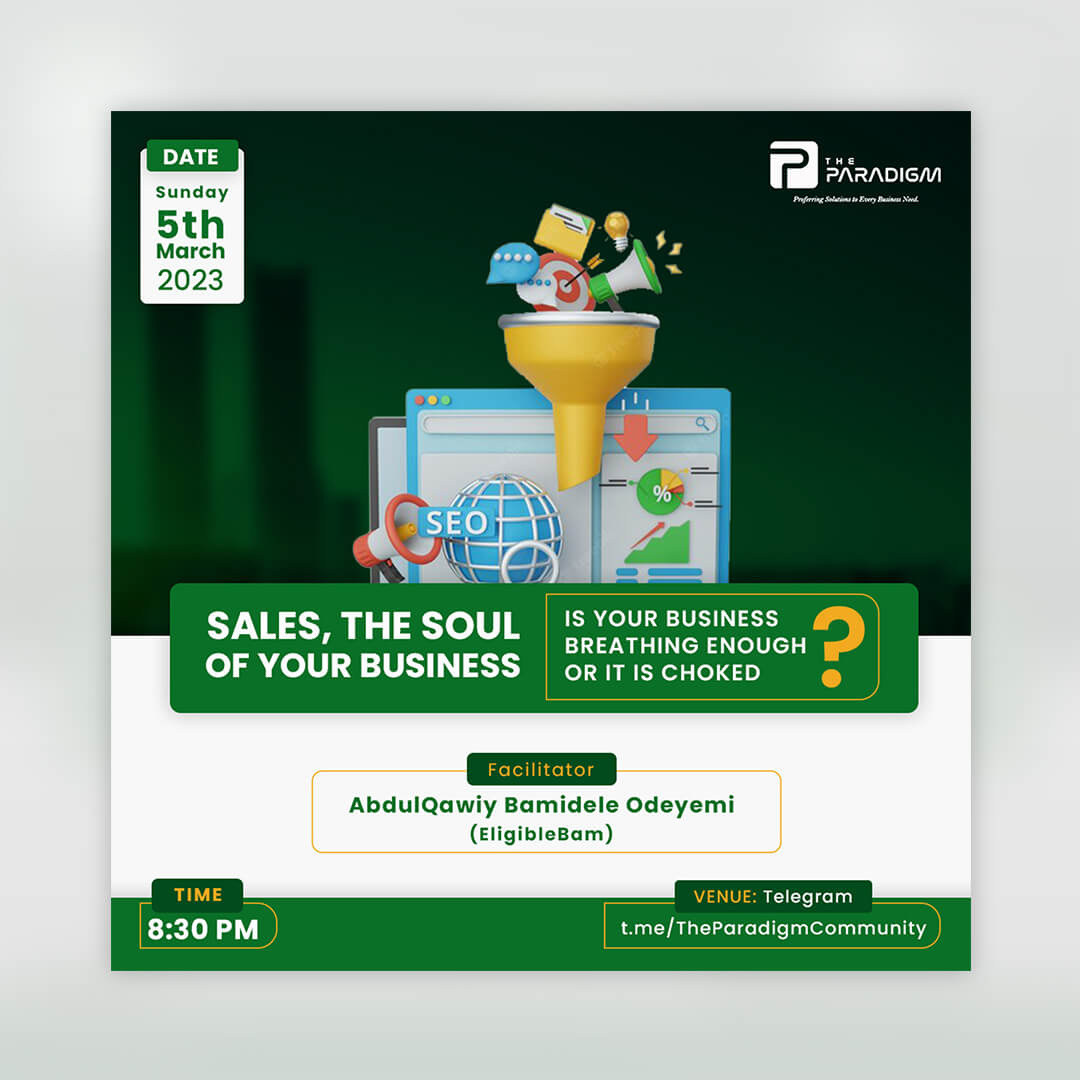 DATE
Sunday
5th
March
2023
THE
PARADIGM
Preferring Solutions to Every Business Need.
SEO
%
SALES, THE SOUL
OF YOUR BUSINESS
IS YOUR BUSINESS
BREATHING ENOUGH
OR IT IS CHOKED
?
Facilitator
AbdulQawiy Bamidele Odeyemi
(EligibleBam)
TIME
8:30 PM
VENUE: Telegram
t.me/TheParadigmCommunity